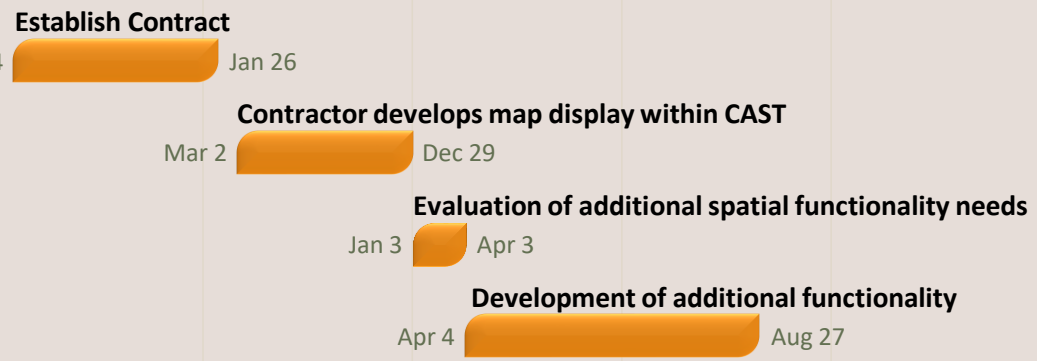 Establish Contract
Jan 26
Contractor develops map display within CAST
Mar 2 Dec 29
Evaluation of additional spatial functionality needs
Jan 3 Apr 3
Development of additional functionality
Apr 4 Aug 27